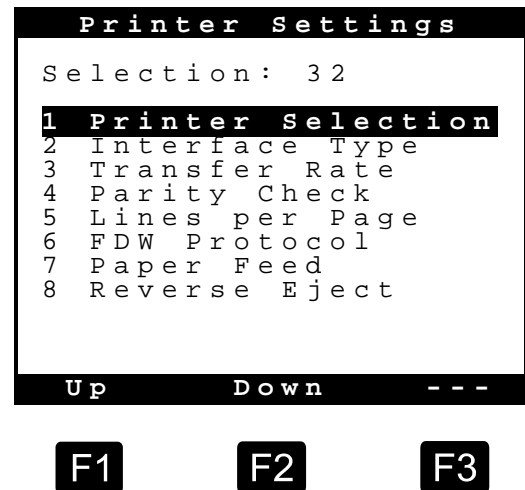 Printer Settings
Selection: 32
1 Printer Selection
2 Interface Type
3 Transfer Rate
4 Parity Check
5 Lines per Page
6 FDW Protocol
7 Paper Feed
8 Reverse Eject
Up Down ---
F1 F2 F3